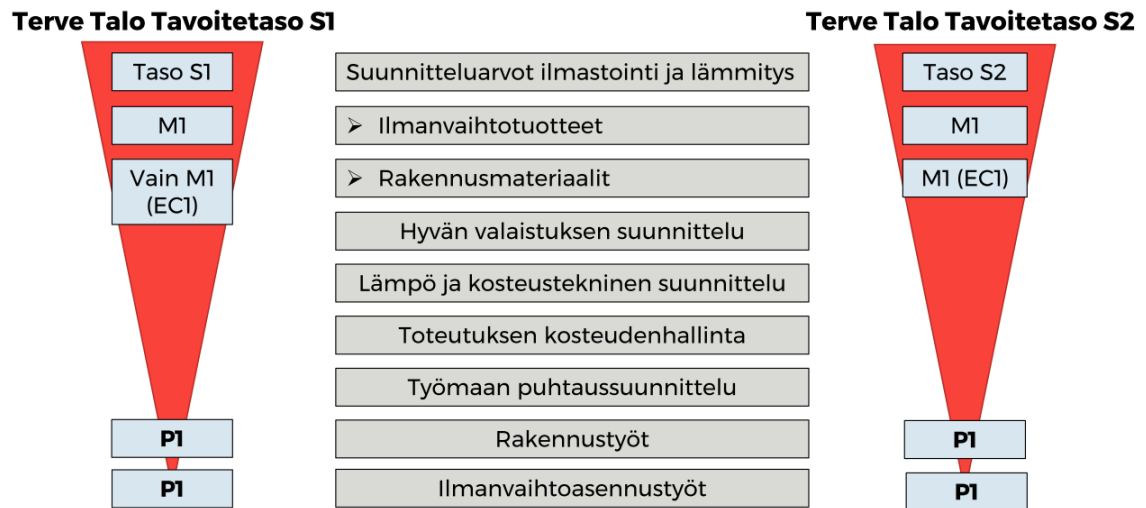 Terve Talo Tavoitetaso S1
Terve Talo Tavoitetaso S2
Taso S1
Suunnitteluarvot ilmastointi ja lämmitys
Taso S2
M1
➢ Ilmanvaihtotuotteet
M1
Vain M1
(EC1)
➢ Rakennusmateriaalit
M1 (EC1)
Hyvän valaistuksen suunnittelu
Lämpö ja kosteustekninen suunnittelu
Toteutuksen kosteudenhallinta
Työmaan puhtaussuunnittelu
P1
Rakennustyöt
P1
P1
Ilmanvaihtoasennustyöt
P1